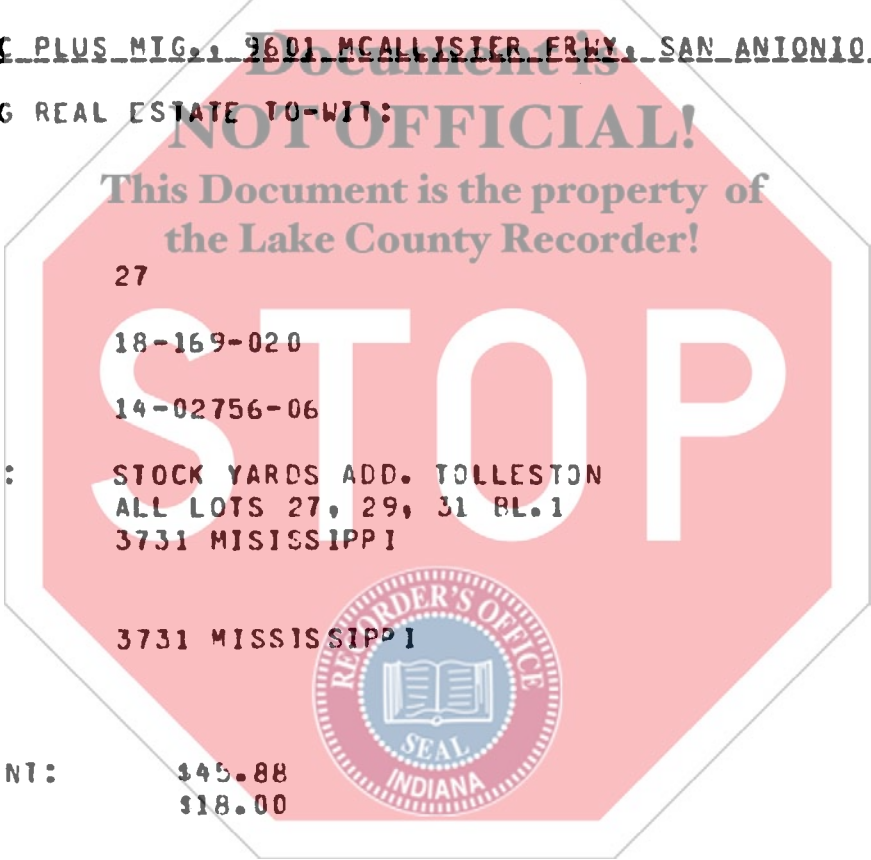 C PLUS MTG., 9601 MCALLISTER FRWY, SAN ANTONIO,
Document is
G REAL ESTATE TO-WIT:
NOT OFFICIAL!
This Document is the property of
the Lake County Recorder!
27
18-169-020
14-02756-06
: STOCK YARDS ADD. TOLLESTON
ALL LOTS 27, 29, 31 BL.1
3731 MISISSIPPI
3731 MISSISSIPPI
NT: $45.88
$18.00
STOP
RECORDER'S OFFICE
SEAL
INDIANA